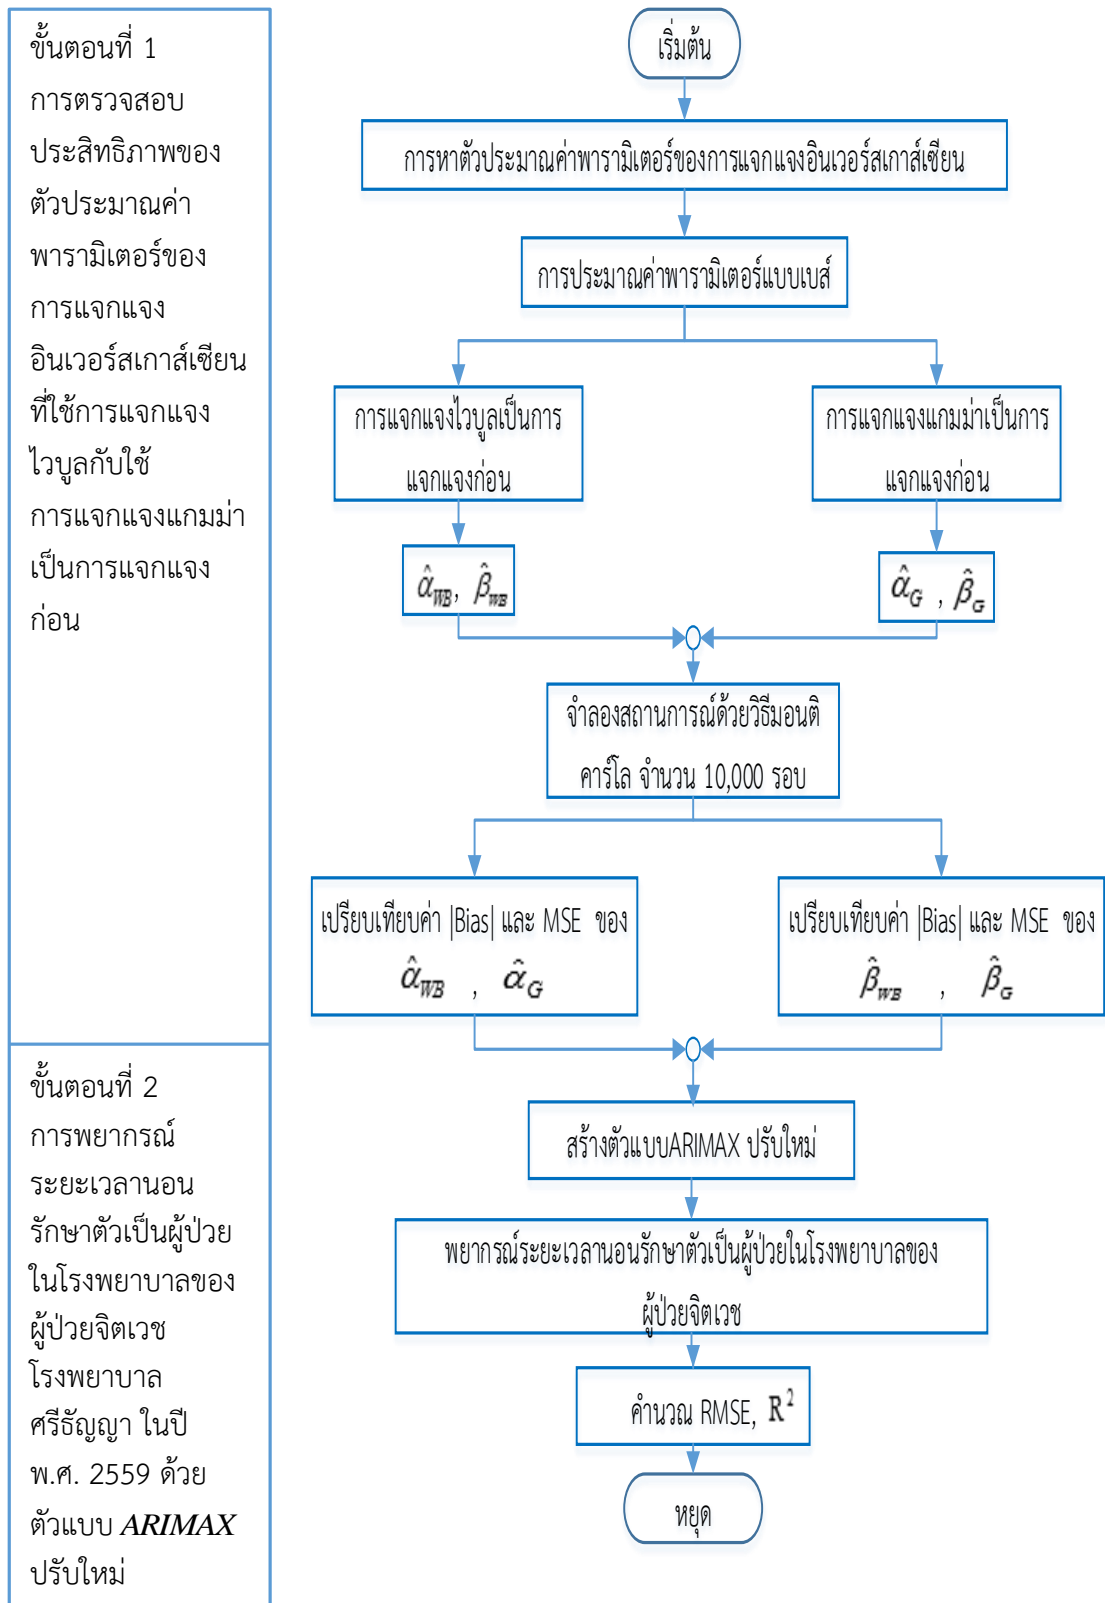 ขั้นตอนที่ 1
การตรวจสอบ
ประสิทธิภาพของ
ตัวประมาณค่า
พารามิเตอร์ของ
การแจกแจง
อินเวอร์สเกาส์เซียน
ที่ใช้การแจกแจง
ไวบูลกับใช้
การแจกแจงแกมม่า
เป็นการแจกแจง
ก่อน
ขั้นตอนที่ 2
การพยากรณ์
ระยะเวลานอน
รักษาตัวเป็นผู้ป่วย
ในโรงพยาบาลของ
ผู้ป่วยจิตเวช
โรงพยาบาล
ศรีธัญญา ในปี
พ.ศ. 2559 ด้วย
ตัวแบบ ARIMAX
ปรับใหม่
เริ่มต้น
การหาตัวประมาณค่าพารามิเตอร์ของการแจกแจงอินเวอร์สเกาส์เซียน
การประมาณค่าพารามิเตอร์แบบเบส์
การแจกแจงไวบูลเป็นการ
แจกแจงก่อน
การแจกแจงแกมม่าเป็นการ
แจกแจงก่อน
α̂_WB, β̂_WB
α̂_G , β̂_G
จำลองสถานการณ์ด้วยวิธีมอนติ
คาร์โล จำนวน 10,000 รอบ
เปรียบเทียบค่า |Bias| และ MSE ของ
α̂_WB , α̂_G
เปรียบเทียบค่า |Bias| และ MSE ของ
β̂_WB , β̂_G
สร้างตัวแบบARIMAX ปรับใหม่
พยากรณ์ระยะเวลานอนรักษาตัวเป็นผู้ป่วยในโรงพยาบาลของ
ผู้ป่วยจิตเวช
คำนวณ RMSE, R²
หยุด